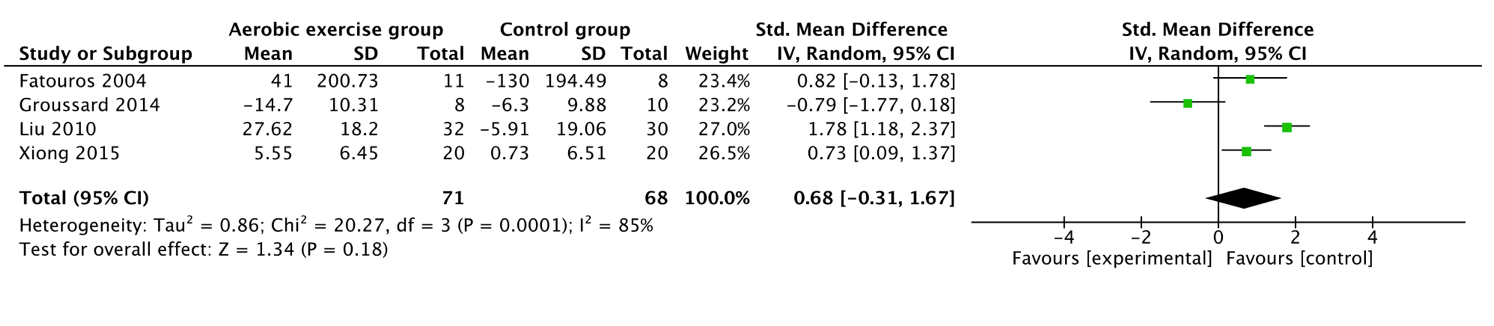 Aerobic exercise group Control group Std. Mean Difference Std. Mean Difference
Study or Subgroup Mean SD Total Mean SD Total Weight IV, Random, 95% CI IV, Random, 95% CI
Fatouros 2004 41 200.73 11 −130 194.49 8 23.4% 0.82 [−0.13, 1.78]
Groussard 2014 −14.7 10.31 8 −6.3 9.88 10 23.2% −0.79 [−1.77, 0.18]
Liu 2010 27.62 18.2 32 −5.91 19.06 30 27.0% 1.78 [1.18, 2.37]
Xiong 2015 5.55 6.45 20 0.73 6.51 20 26.5% 0.73 [0.09, 1.37]
Total (95% CI) 71 68 100.0% 0.68 [−0.31, 1.67]
Heterogeneity: Tau² = 0.86; Chi² = 20.27, df = 3 (P = 0.0001); I² = 85%
Test for overall effect: Z = 1.34 (P = 0.18)
−4 −2 0 2 4
Favours [experimental] Favours [control]